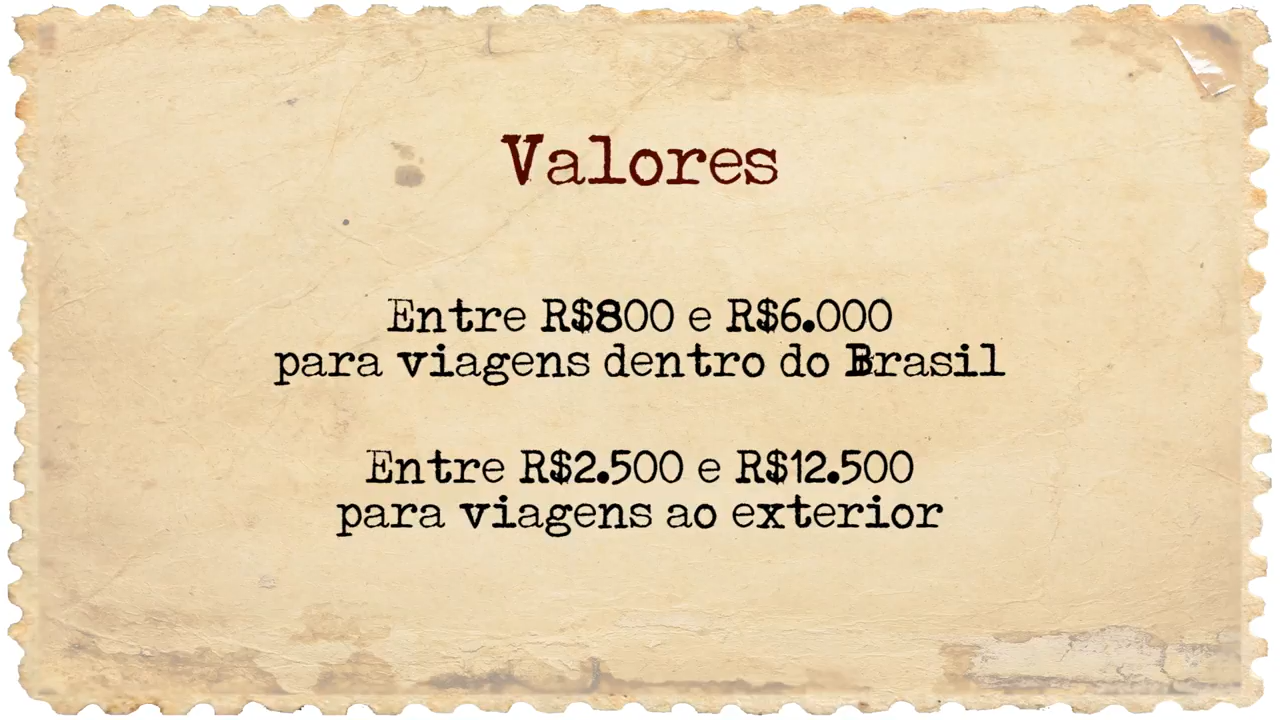 Valores
Entre R$800 e R$6.000
para viagens dentro do Brasil
Entre R$2.500 e R$12.500
para viagens ao exterior